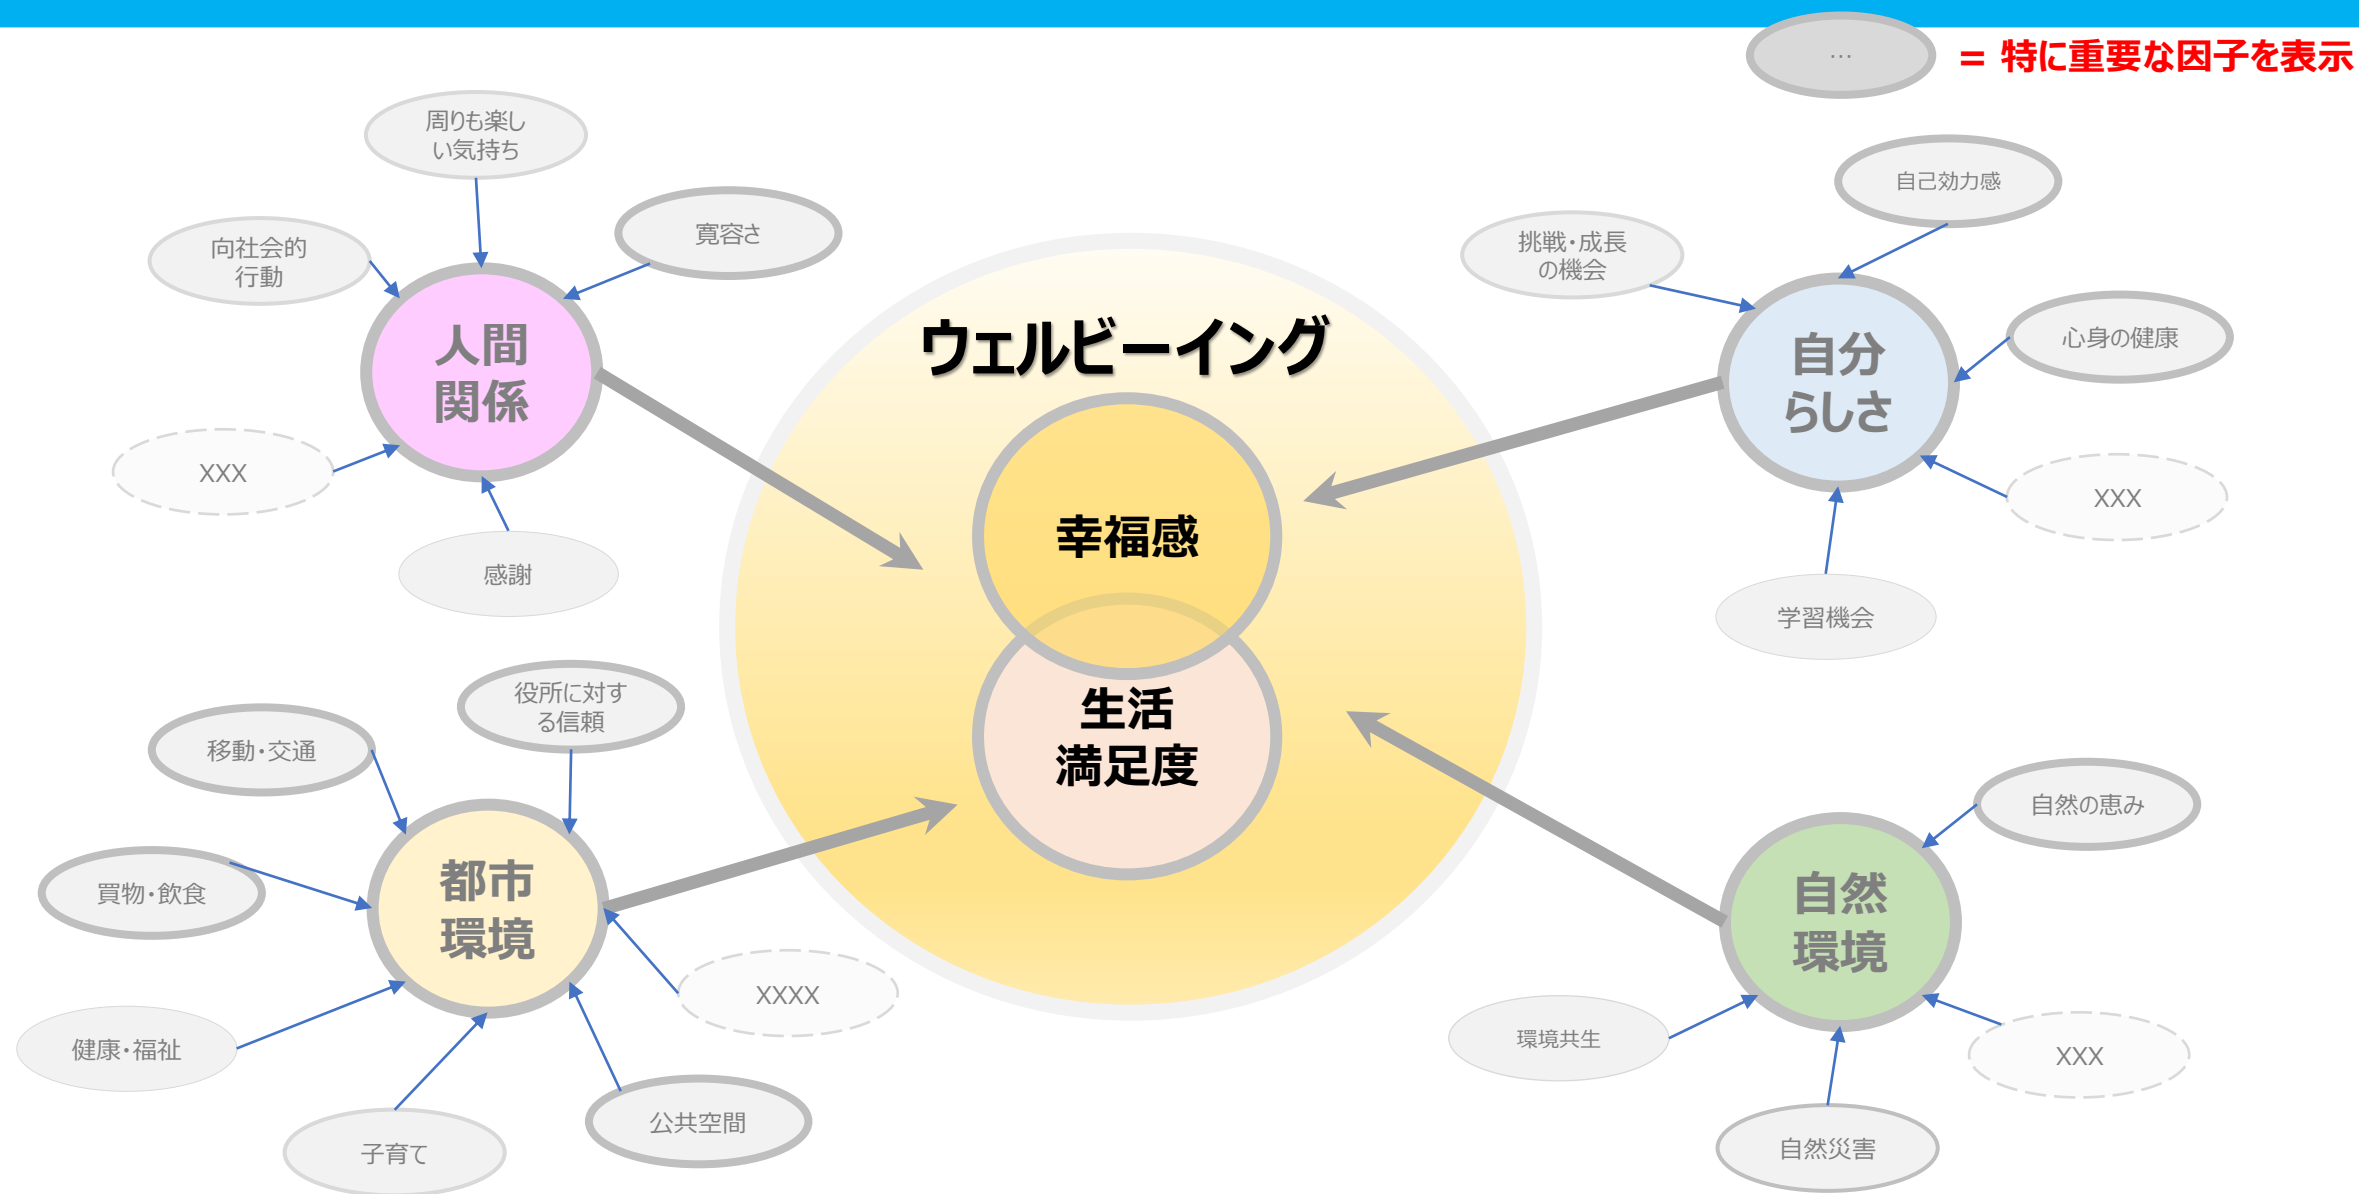 …
= 特に重要な因子を表示
周りも楽し
い気持ち
向社会的
行動
寛容さ
人間
関係
XXX
感謝
ウェルビーイング
幸福感
生活
満足度
自己効力感
挑戦・成長
の機会
自分
らしさ
心身の健康
XXX
学習機会
役所に対す
る信頼
移動・交通
買物・飲食
都市
環境
健康・福祉
子育て
公共空間
XXXX
自然の恵み
自然
環境
環境共生
XXX
自然災害